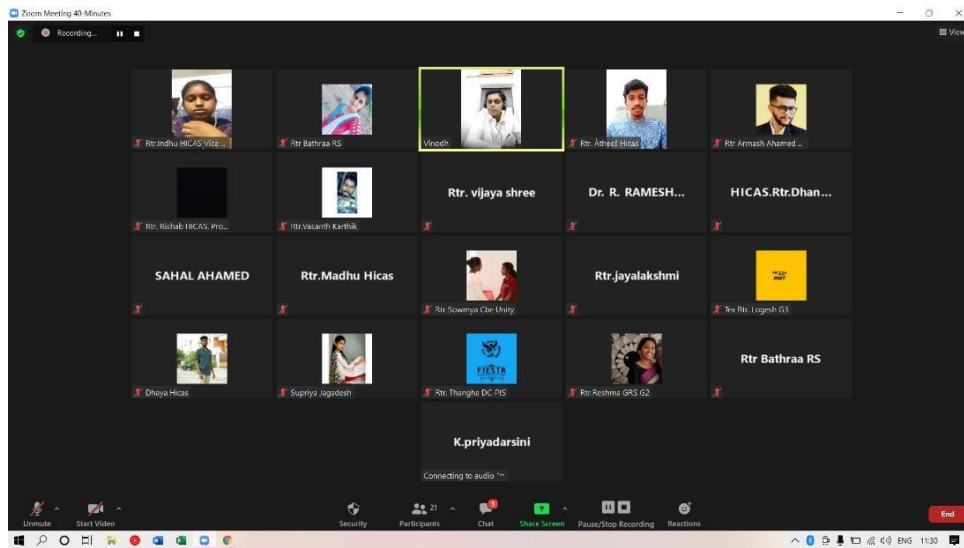 Zoom Meeting 40-Minutes
Recording...
View
Rtr.Indhu HICAS Vice ...
Rtr Bathraa RS
Vinodh
Rtr. Atheel Hicas
Rtr Armash Ahamed ...
Rtr. Rishab HICAS. Pro...
Rtr.Vasanth Karthik
Rtr. vijaya shree
Dr. R. RAMESH...
HICAS.Rtr.Dhan...
SAHAL AHAMED
Rtr.Madhu Hicas
Rtr Sowmya Cbe Unity
Rtr.jayalakshmi
Tex Rtr. Logesh G3
Dhaya Hicas
Supriya Jagadesh
FIESTA
Rtr. Thangha DC-PIS
Rtr.Reshma GRS G2
Rtr Bathraa RS
K.priyadarsini
Connecting to audio
Unmute
Start Video
Security
Participants
21
Chat
Share Screen
Pause/Stop Recording
Reactions
End
ENG
11:30